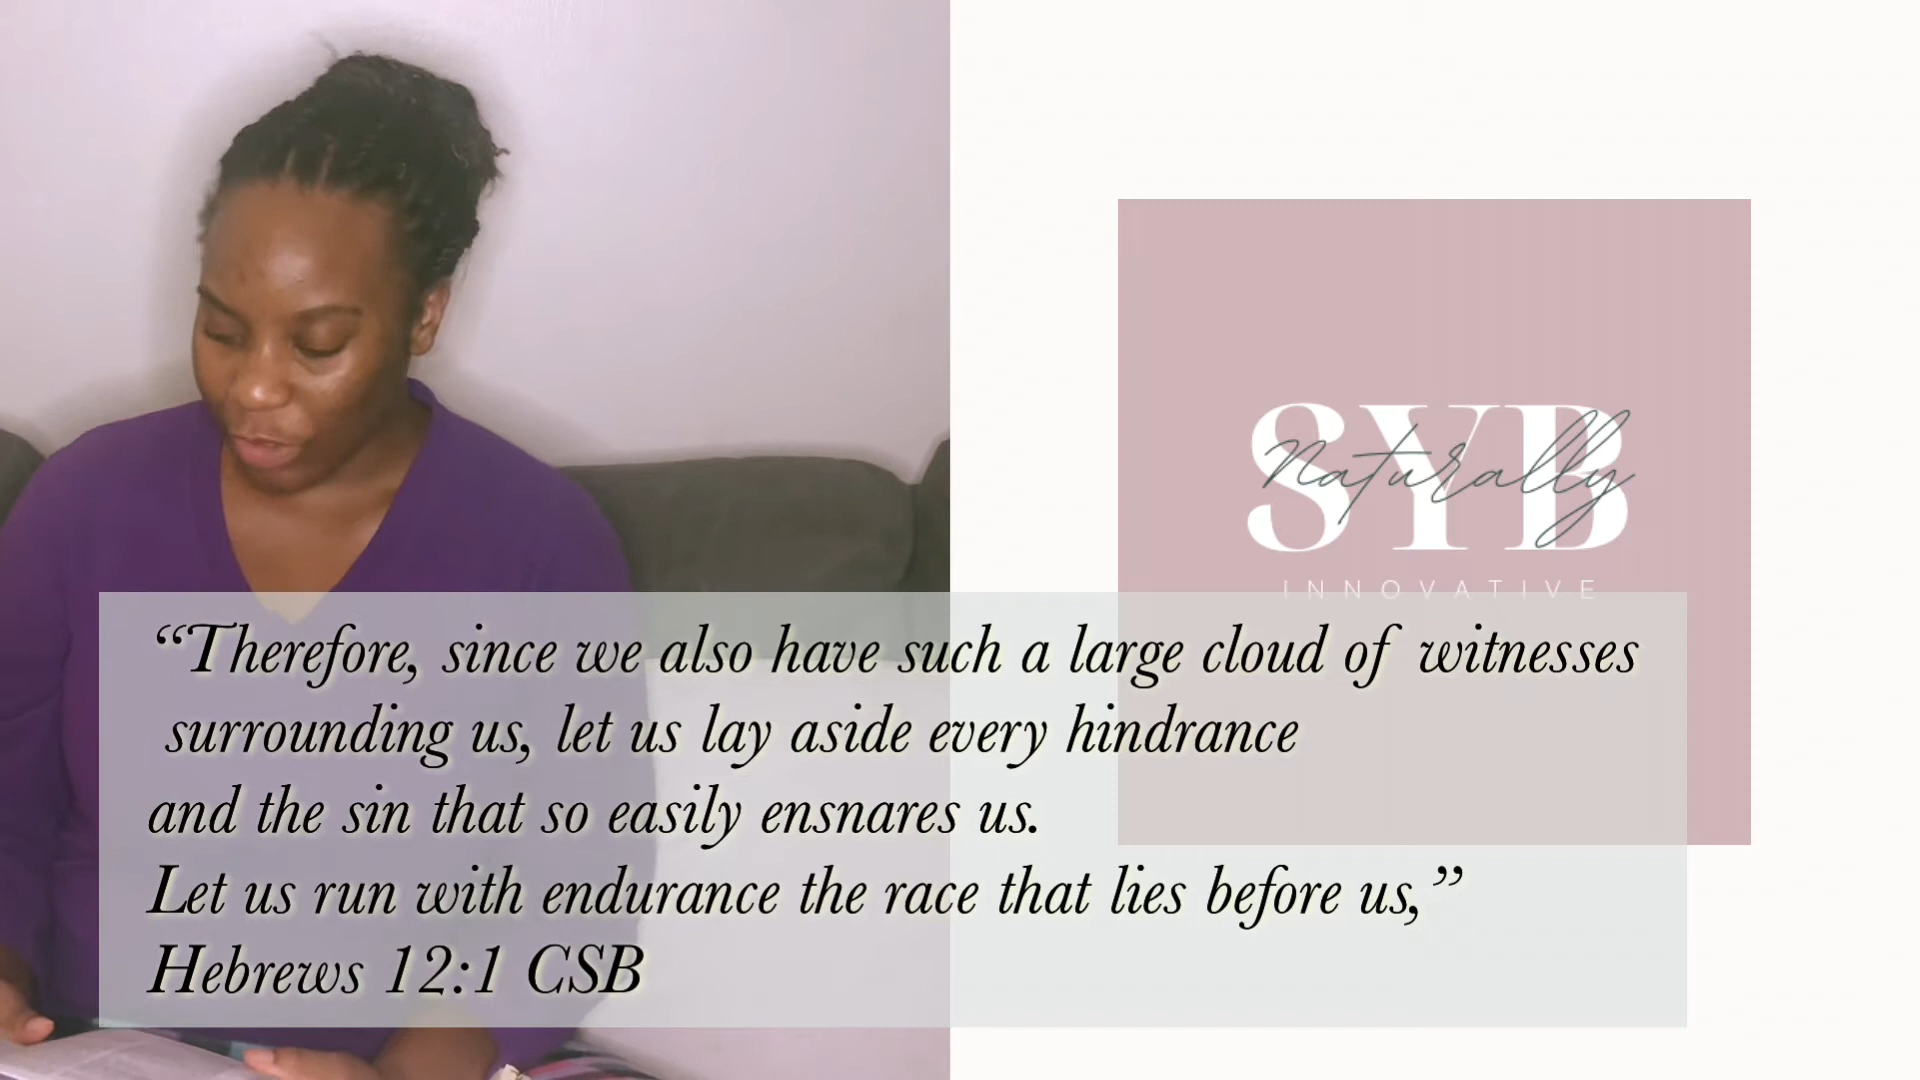 SYB
Naturally
INNOVATIVE
“Therefore, since we also have such a large cloud of witnesses
surrounding us, let us lay aside every hindrance
and the sin that so easily ensnares us.
Let us run with endurance the race that lies before us,”
Hebrews 12:1 CSB